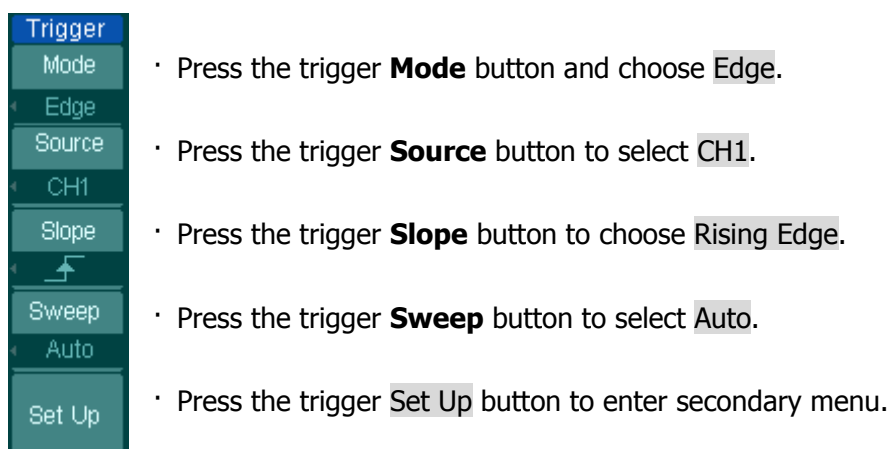 Trigger
Mode
· Press the trigger Mode button and choose Edge.
Edge
Source
· Press the trigger Source button to select CH1.
CH1
Slope
· Press the trigger Slope button to choose Rising Edge.
Sweep
· Press the trigger Sweep button to select Auto.
Auto
Set Up
· Press the trigger Set Up button to enter secondary menu.